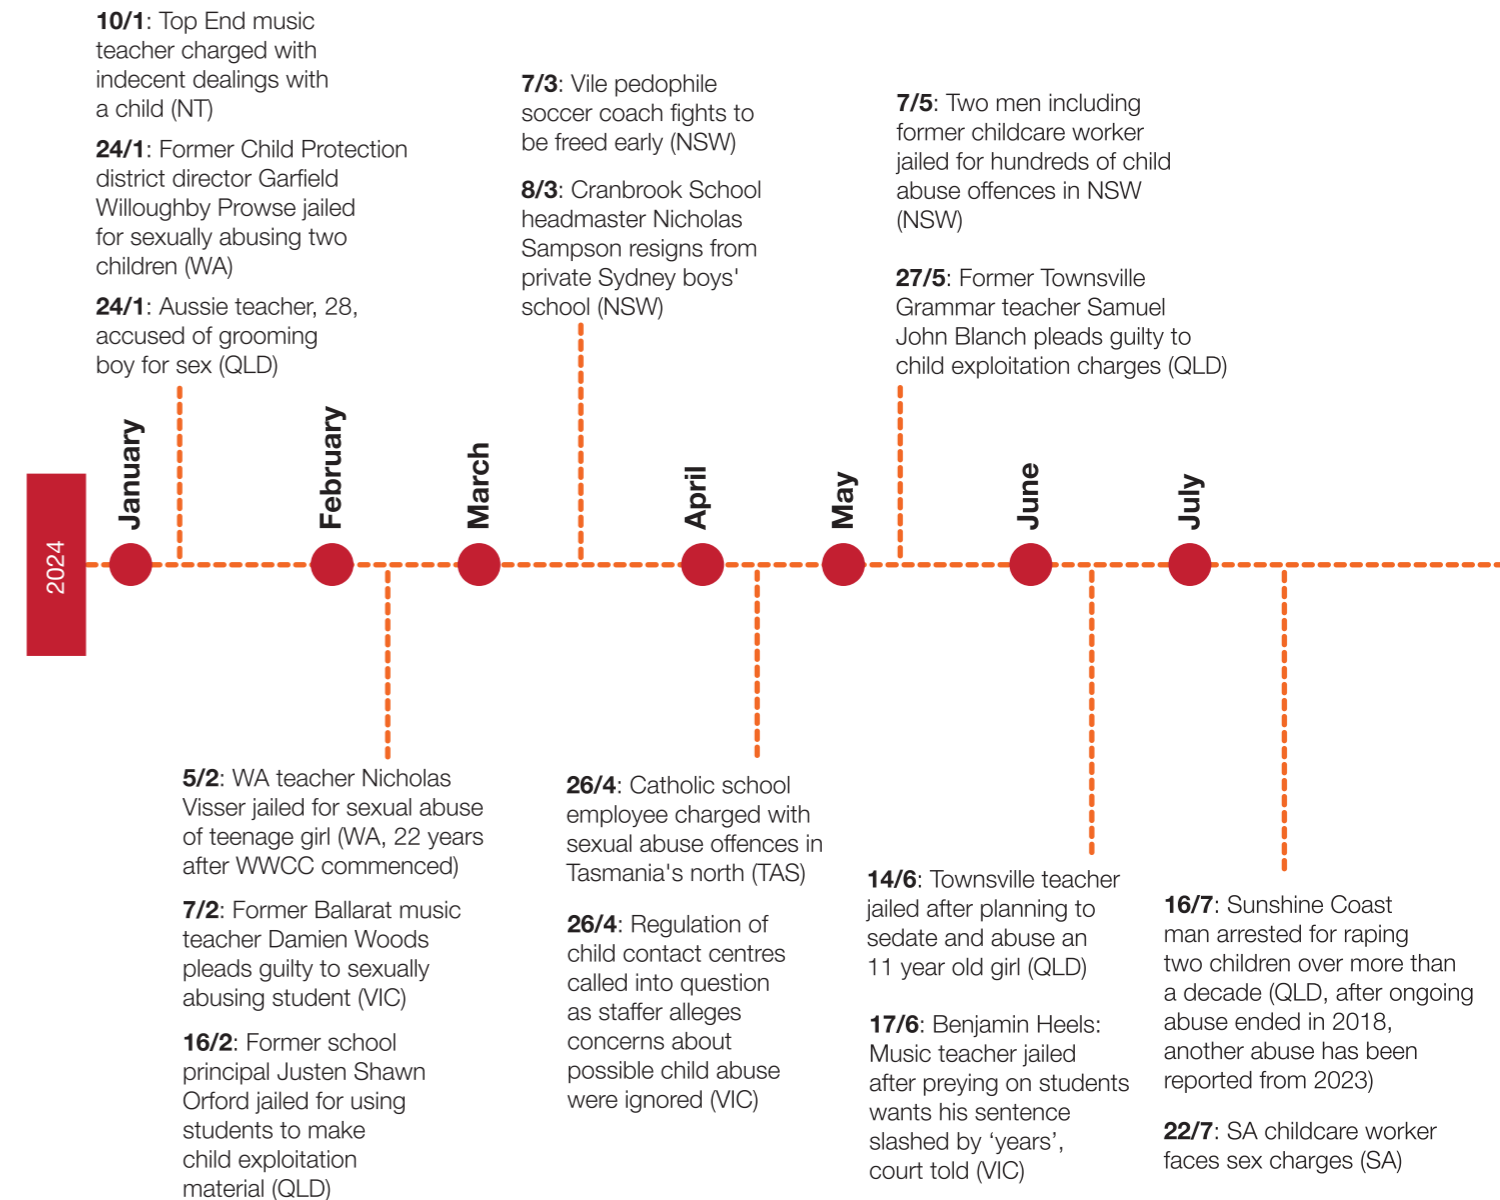 10/1: Top End music
teacher charged with
indecent dealings with
a child (NT)
24/1: Former Child Protection
district director Garfield
Willoughby Prowse jailed
for sexually abusing two
children (WA)
24/1: Aussie teacher, 28,
accused of grooming
boy for sex (QLD)
7/3: Vile pedophile
soccer coach fights to
be freed early (NSW)
8/3: Cranbrook School
headmaster Nicholas
Sampson resigns from
private Sydney boys'
school (NSW)
7/5: Two men including
former childcare worker
jailed for hundreds of child
abuse offences in NSW
(NSW)
27/5: Former Townsville
Grammar teacher Samuel
John Blanch pleads guilty to
child exploitation charges (QLD)
2024
January
February
March
April
May
June
July
5/2: WA teacher Nicholas
Visser jailed for sexual abuse
of teenage girl (WA, 22 years
after WWCC commenced)
7/2: Former Ballarat music
teacher Damien Woods
pleads guilty to sexually
abusing student (VIC)
16/2: Former school
principal Justen Shawn
Orford jailed for using
students to make
child exploitation
material (QLD)
26/4: Catholic school
employee charged with
sexual abuse offences in
Tasmania's north (TAS)
26/4: Regulation of
child contact centres
called into question
as staffer alleges
concerns about
possible child abuse
were ignored (VIC)
14/6: Townsville teacher
jailed after planning to
sedate and abuse an
11 year old girl (QLD)
17/6: Benjamin Heels:
Music teacher jailed
after preying on students
wants his sentence
slashed by ‘years’,
court told (VIC)
16/7: Sunshine Coast
man arrested for raping
two children over more than
a decade (QLD, after ongoing
abuse ended in 2018,
another abuse has been
reported from 2023)
22/7: SA childcare worker
faces sex charges (SA)